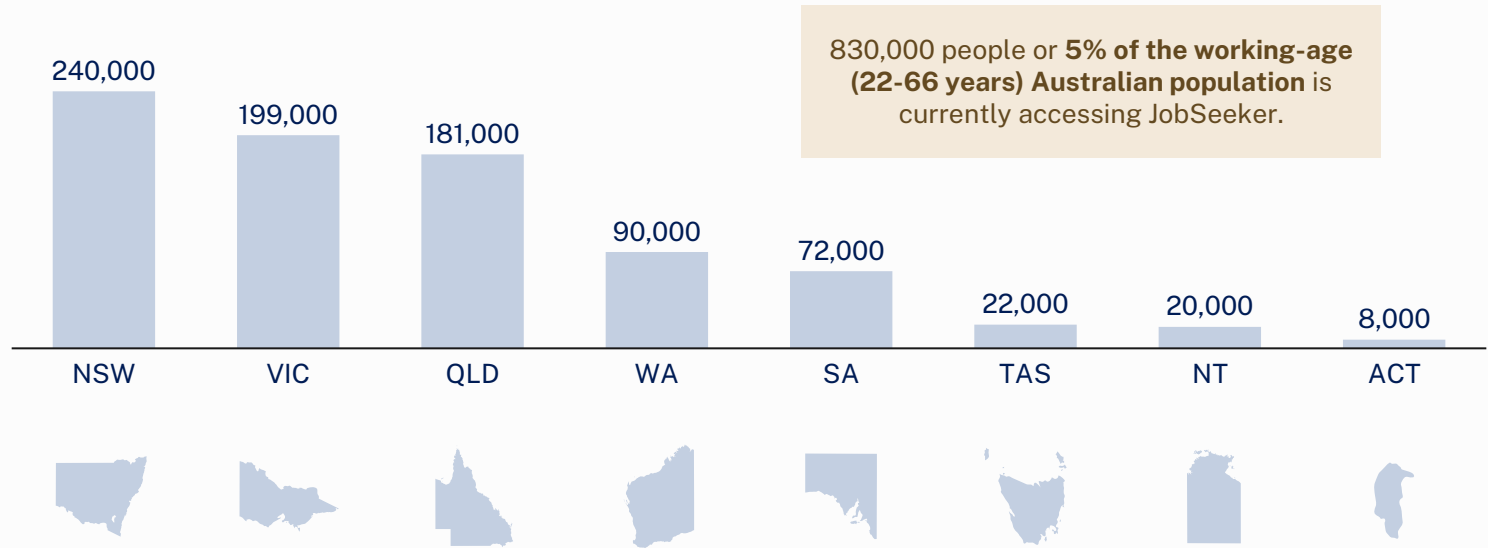 830,000 people or 5% of the working-age
(22-66 years) Australian population is
currently accessing JobSeeker.
240,000
199,000
181,000
90,000
72,000
22,000
20,000
8,000
NSW
VIC
QLD
WA
SA
TAS
NT
ACT